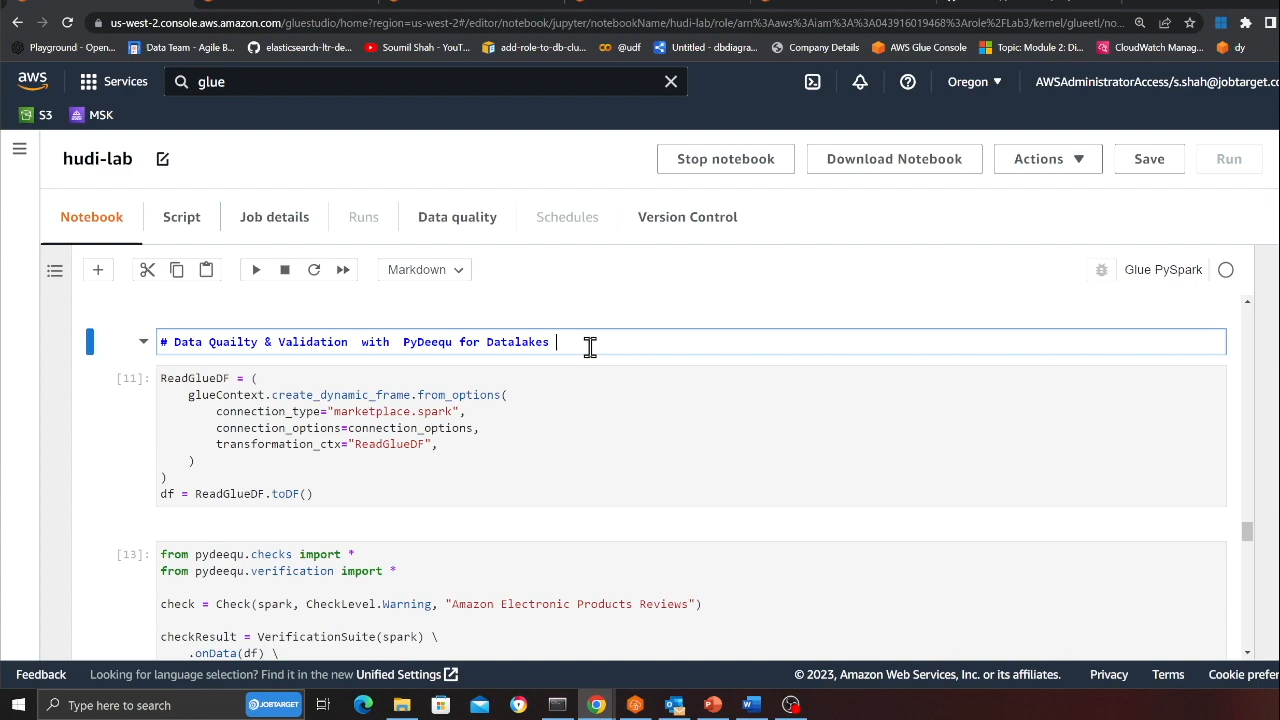 us-west-2.console.aws.amazon.com/gluestudio/home?region=us-west-2#/editor/notebook/jupyter/notebookName/hudi-lab/role/arn%3Aaws%3Aiam%3A%3A043916019468%3Arole%2FLab3/kernel/glueetl/no...
Playground - Open...
Data Team - Agile B...
elasetsearch-ltr-de...
Soumil Shah - YouT...
add-role-to-db-clu...
@udf
Untitled - dbdiagra...
Company Details
AWS Glue Console
Topic: Module 2: Di...
CloudWatch Manag...
dy
aws
Services
glue
Oregon
AWSAdministratorAccess/s.shah@jobtarget.cc
S3
MSK
hudi-lab
Stop notebook
Download Notebook
Actions
Save
Run
Notebook
Script
Job details
Runs
Data quality
Schedules
Version Control
Markdown
Glue PySpark
# Data Quailty & Validation  with  PyDeequ for Datalakes
[11]:
ReadGlueDF = (
    glueContext.create_dynamic_frame.from_options(
        connection_type="marketplace.spark",
        connection_options=connection_options,
        transformation_ctx="ReadGlueDF",
    )
)
df = ReadGlueDF.toDF()
[13]:
from pydeequ.checks import *
from pydeequ.verification import *
check = Check(spark, CheckLevel.Warning, "Amazon Electronic Products Reviews")
checkResult = VerificationSuite(spark) \
    .onData(df) \
Feedback
Looking for language selection? Find it in the new Unified Settings
© 2023, Amazon Web Services, Inc. or its affiliates.
Privacy
Terms
Cookie prefer
Type here to search
JOBTARGET